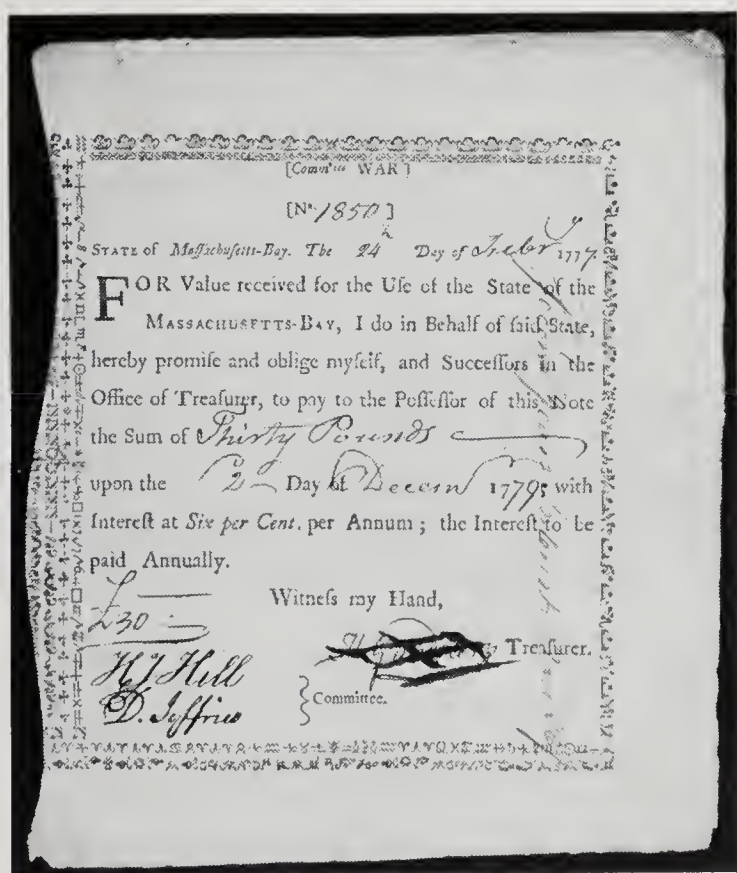 [Comm^tee WAR]
[N° 1850]
STATE of Maſſachuſetts-Bay. The 24 Day of Febr^y 1777.
FOR Value received for the Uſe of the State of the
MASSACHUSETTS-BAY, I do in Behalf of ſaid State,
hereby promiſe and oblige myſelf, and Succeſſors in the
Office of Treaſurer, to pay to the Poſſeſſor of this Note
the Sum of Thirty Pounds
upon the 2 Day of Decem^r 1779, with
Intereſt at Six per Cent. per Annum; the Intereſt to be
paid Annually.
Witneſs my Hand,
£30
Treaſurer.
H J Hill
D. Jeffries
Committee.